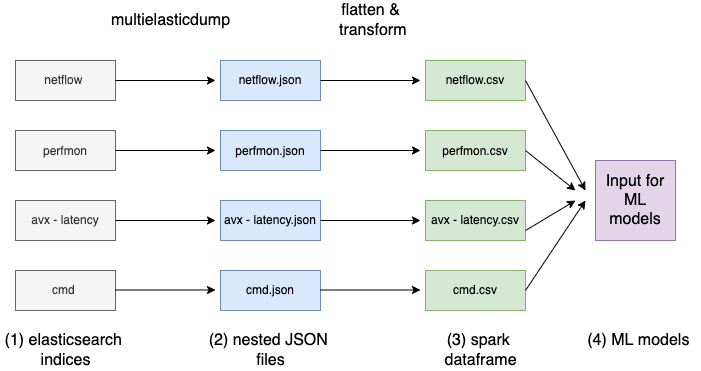 multielasticdump
flatten &
transform
netflow
netflow.json
netflow.csv
perfmon
perfmon.json
perfmon.csv
Input for
ML
models
avx - latency
avx - latency.json
avx - latency.csv
cmd
cmd.json
cmd.csv
(1) elasticsearch
indices
(2) nested JSON
files
(3) spark
dataframe
(4) ML models